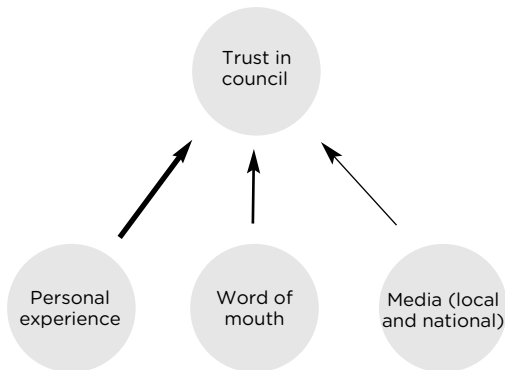 Trust in
council
Personal
experience
Word of
mouth
Media (local
and national)